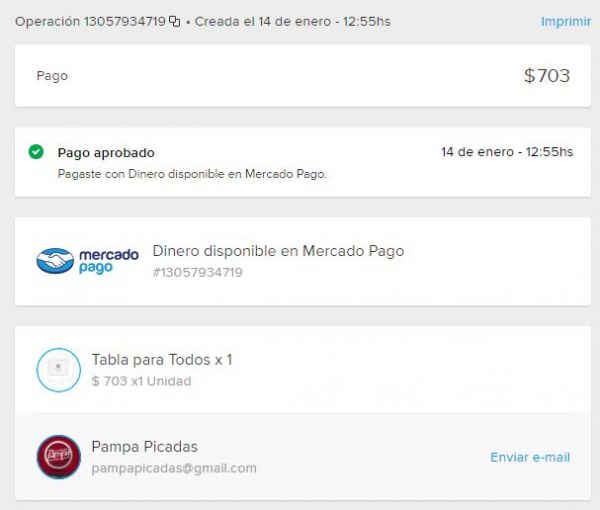 Operación 13057934719 • Creada el 14 de enero - 12:55hs Imprimir
Pago $ 703
Pago aprobado 14 de enero - 12:55hs
Pagaste con Dinero disponible en Mercado Pago.
mercado
pago
Dinero disponible en Mercado Pago
#13057934719
Tabla para Todos x 1
$ 703 x1 Unidad
Pampa
Pampa Picadas
pampapicadas@gmail.com
Enviar e-mail